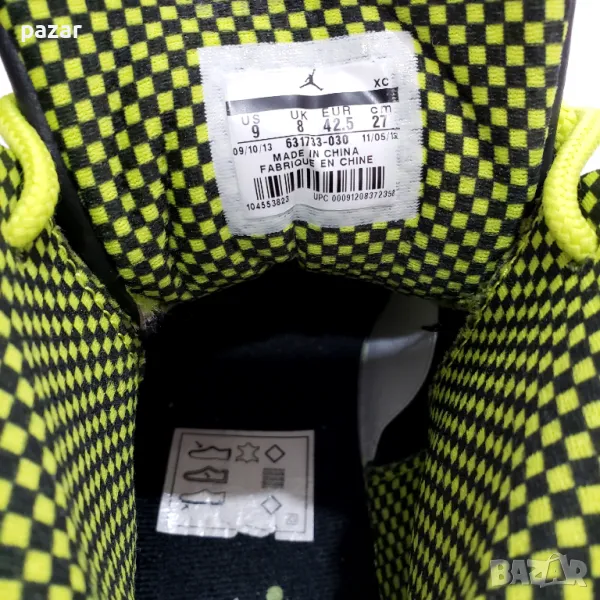 pazar
XC
US UK EUR cm
9 8 42.5 27
09/10/13 631733-030 11/05/13
MADE IN CHINA
FABRIQUE EN CHINE
104553823 UPC 00091208372350
BAZAR